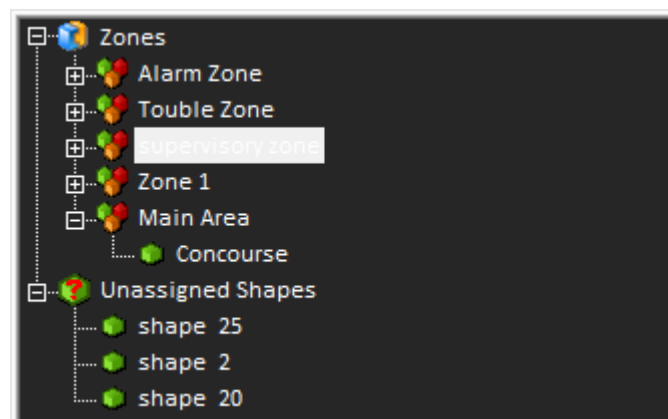 Zones
Alarm Zone
Touble Zone
supervisory zone
Zone 1
Main Area
Concourse
Unassigned Shapes
shape 25
shape 2
shape 20